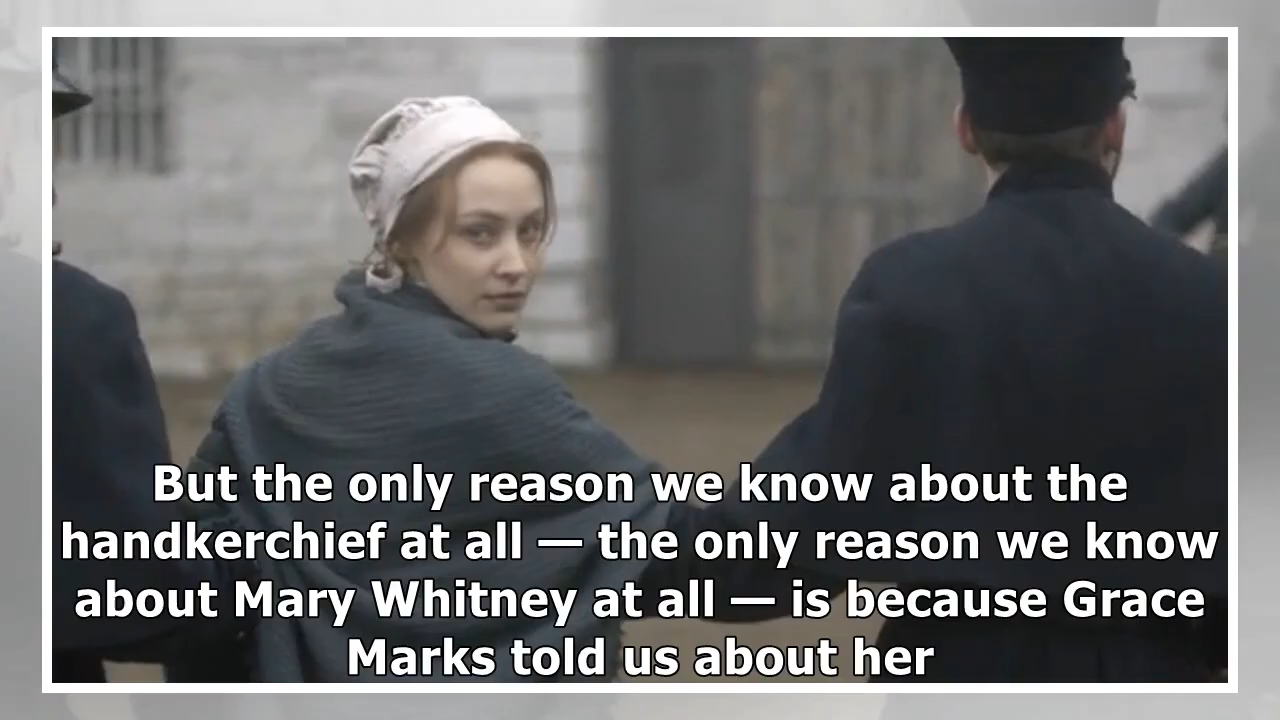 But the only reason we know about the
handkerchief at all — the only reason we know
about Mary Whitney at all — is because Grace
Marks told us about her